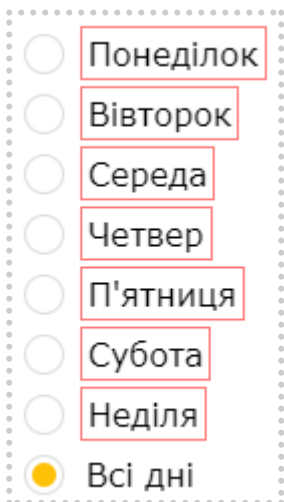 Понеділок
Вівторок
Середа
Четвер
П'ятниця
Субота
Неділя
Всі дні